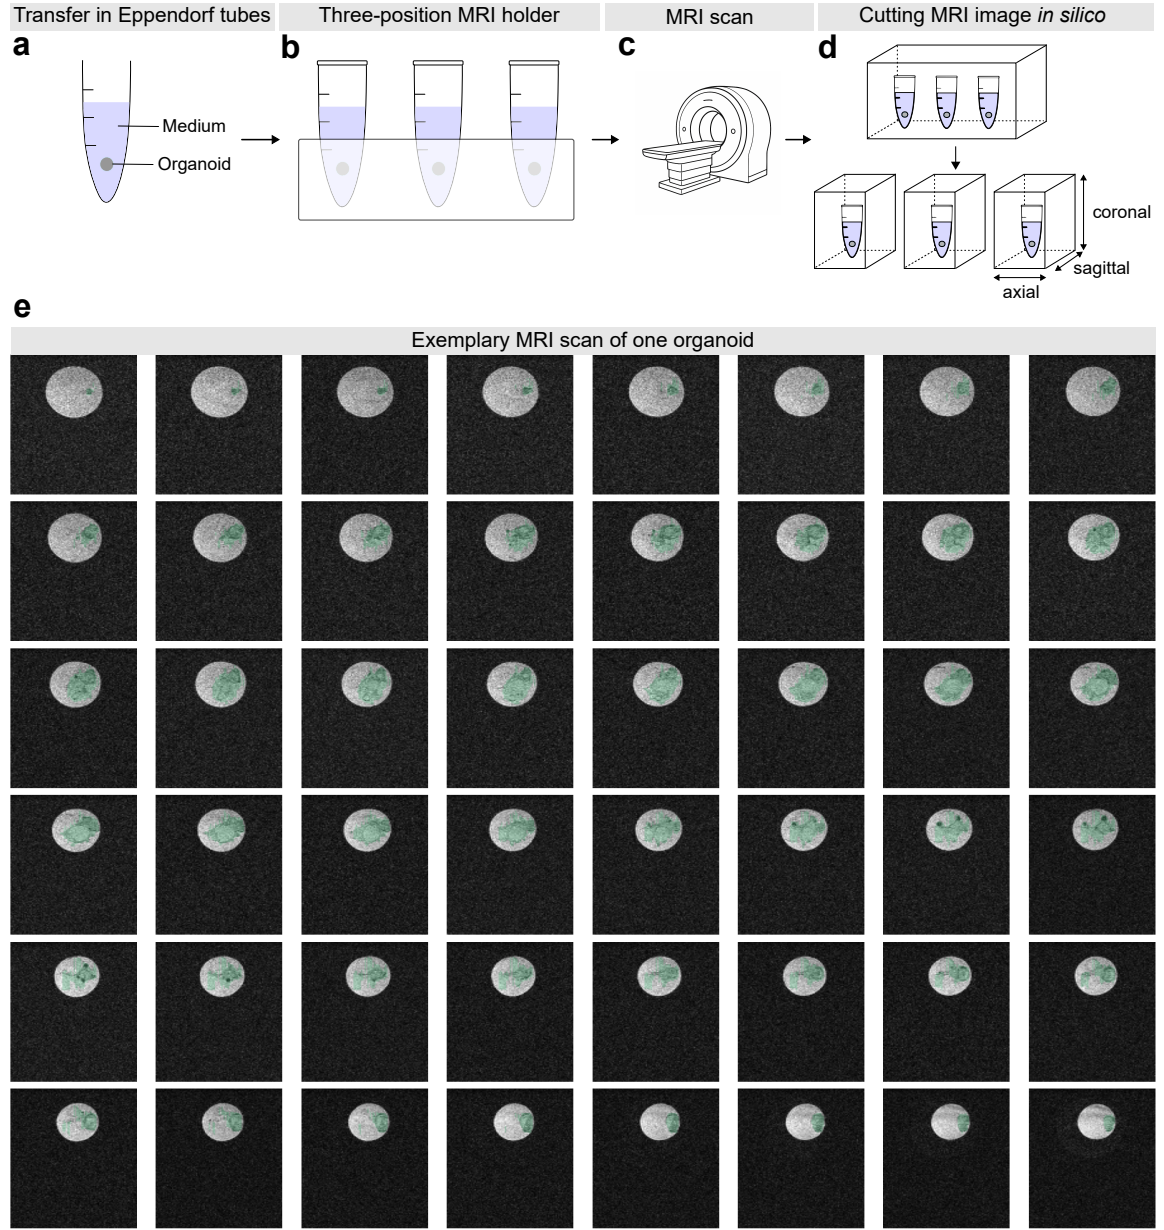 Transfer in Eppendorf tubes
Three-position MRI holder
MRI scan
Cutting MRI image in silico
a
b
c
d
Medium
Organoid
coronal
sagittal
axial
e
Exemplary MRI scan of one organoid